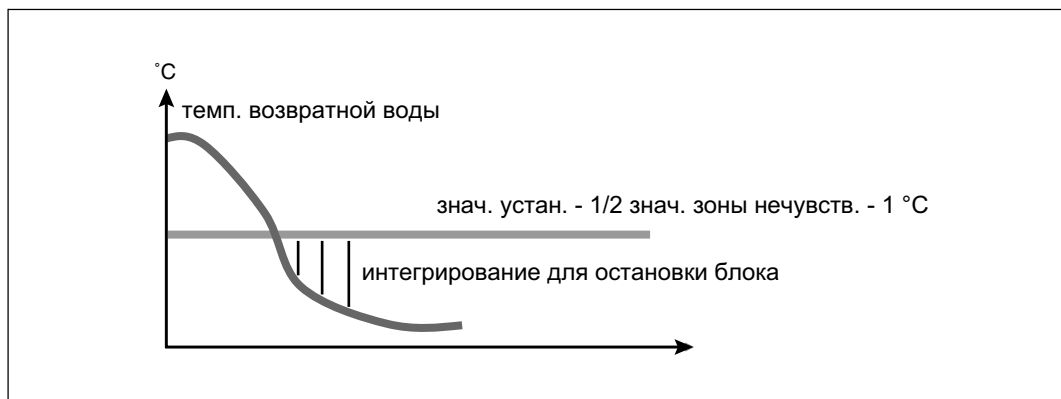 ˚C
темп. возвратной воды
знач. устан. - 1/2 знач. зоны нечувств. - 1 °C
интегрирование для остановки блока